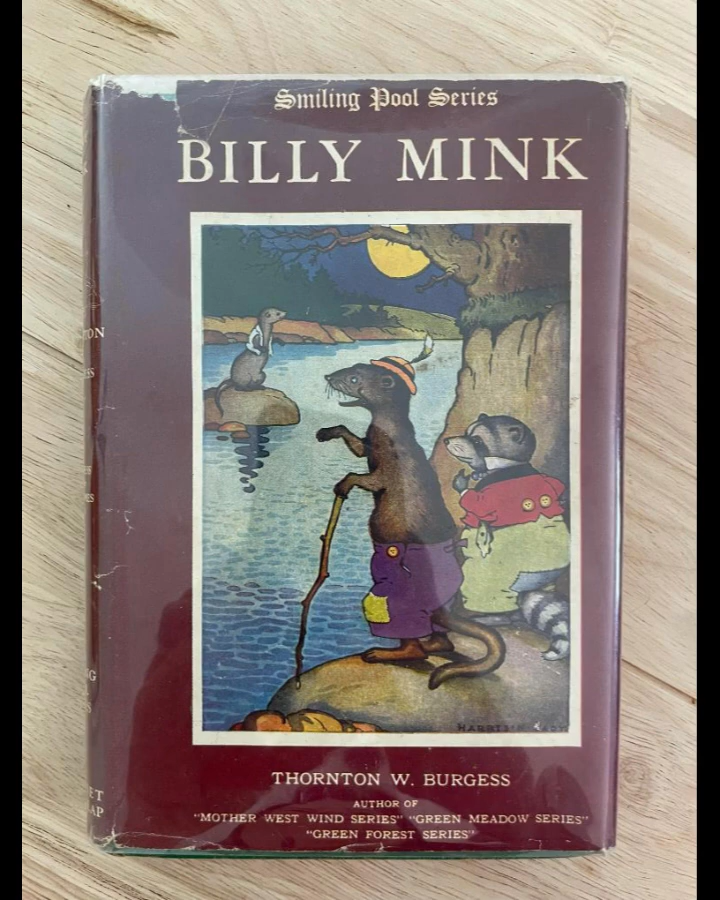 Smiling Pool Series
BILLY MINK
THORNTON W. BURGESS
AUTHOR OF
"MOTHER WEST WIND SERIES" "GREEN MEADOW SERIES"
"GREEN FOREST SERIES"